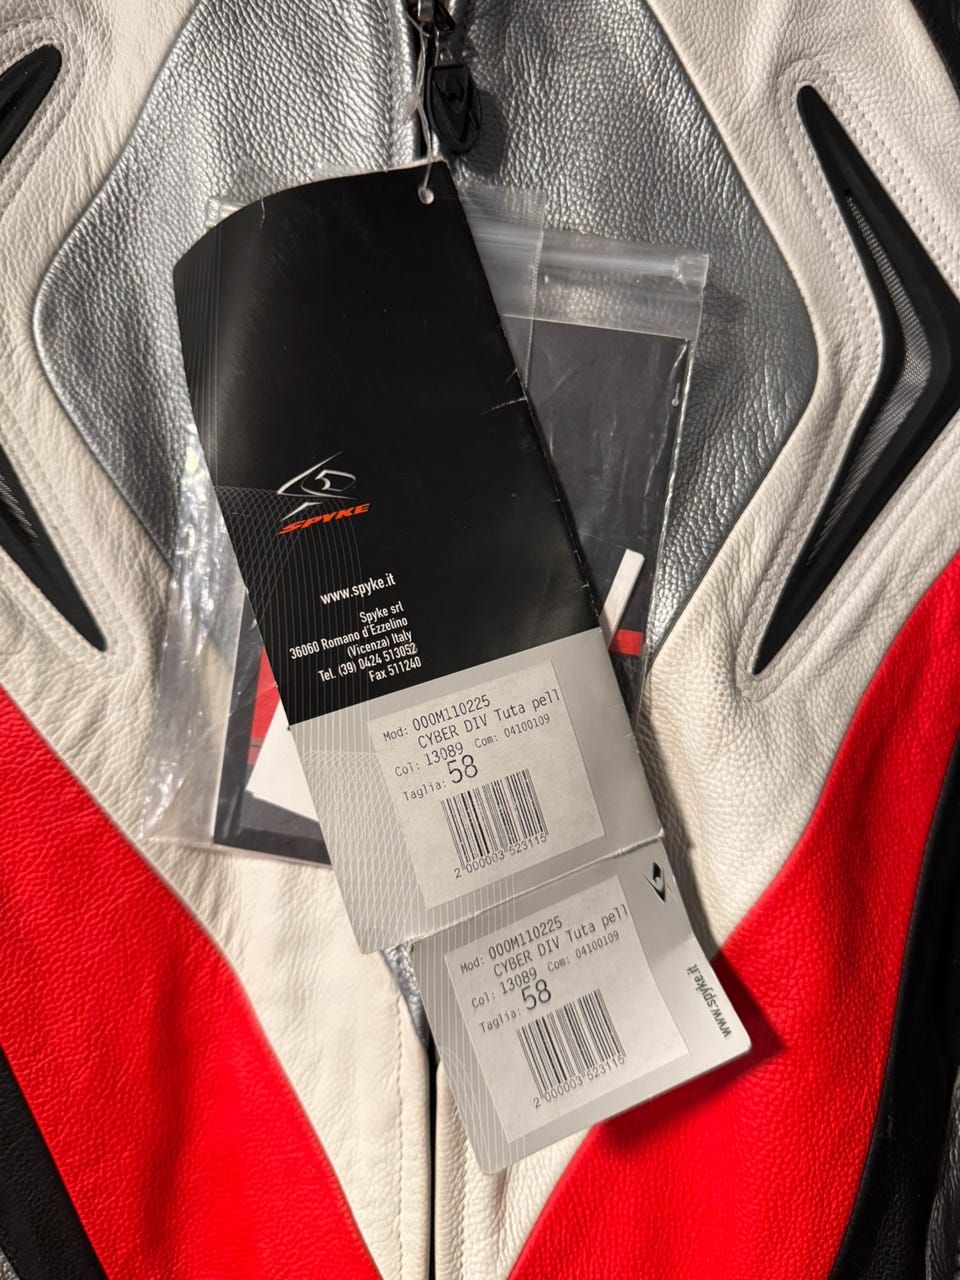 SPYKE
www.spyke.it
Spyke srl
36060 Romano d'Ezzelino
(Vicenza) Italy
Tel. (39) 0424 513052
Fax 511240
Mod: 000M110225
CYBER DIV Tuta pell
Col: 13089 Com: 04100109
Taglia: 58
2 000003 523115
Mod: 000M110225
CYBER DIV Tuta pell
Col: 13089 Com: 04100109
Taglia: 58
2 000003 523115
www.spyke.it